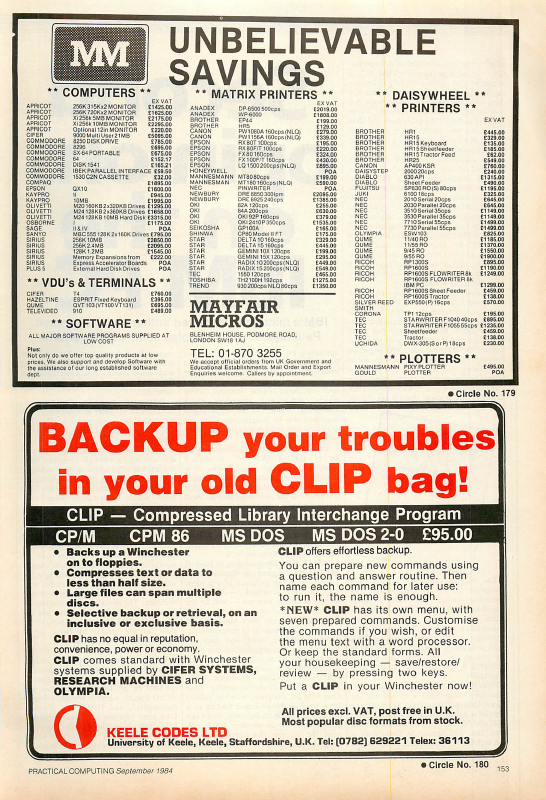 MM
UNBELIEVABLE
SAVINGS
** COMPUTERS **
EX VAT
APRICOT 256K 315Kx2 MONITOR £1425.00
APRICOT 256K 720Kx2 MONITOR £1625.00
APRICOT Xi 256k 5MB MONITOR £2175.00
APRICOT Xi 256k 10MB MONITOR £2295.00
APRICOT Optional 12in MONITOR £220.00
CIFER 9000 Multi User 21MB £5095.00
COMMODORE 8250 DISK DRIVE £785.00
COMMODORE 8296 £695.00
COMMODORE SX-64 PORTABLE £675.00
COMMODORE 64 £152.17
COMMODORE DISK 1541 £165.21
COMMODORE IBEK PARALLEL INTERFACE £59.50
COMMODORE 1530 C2N CASSETTE £32.00
COMPAQ £1895.00
EPSON QX10 £1600.00
KAYPRO II £945.00
KAYPRO 10MB £1995.00
OLIVETTI M20 160KB 2 x 320KB Drives £1295.00
OLIVETTI M24 128KB 2 x 360KB Drives £1658.00
OLIVETTI M24 128KB 10MB Hard Disk £3315.00
OSBORNE £1175.00
SAGE II & IV POA
SANYO MBC 555 128K 2x160K Drives £795.00
SIRIUS 256K 10MB £2850.00
SIRIUS 256K 2.4MB £2095.00
SIRIUS 128K 1.2MB £1695.00
SIRIUS Memory Expansions from £222.00
SIRIUS Express Accelerator Boards POA
PLUS 5 External Hard Disk Drives POA
** VDU's & TERMINALS **
CIFER T4 £780.00
HAZELTINE ESPRIT Fixed Keyboard £395.00
QUME QVT 103 (VT100/VT131) £695.00
TELEVIDEO 910 £489.00
** SOFTWARE **
ALL MAJOR SOFTWARE PROGRAMS SUPPLIED AT
LOW COST
Plus:
Not only do we offer top quality products at low
prices. We also support and develop Software with
the assistance of our long established software
dept.
** MATRIX PRINTERS **
EX VAT
ANADEX DP-6500 500cps £2019.00
ANADEX WP-6000 £1808.00
BROTHER EP44 £199.00
BROTHER HR5 £132.00
CANON PW1080A 160cps (NLQ) £279.00
CANON PW1156A 160cps (NLQ) £339.00
EPSON RX 80T 100cps £195.00
EPSON RX 80F/T 100cps £220.00
EPSON FX 80 160cps £324.00
EPSON FX 100F/T 160cps £430.00
EPSON LQ 1500 200cps (NLQ) £895.00
HONEYWELL POA
MANNESMANN MT80 80cps £199.00
MANNESMANN MT180 160cps (NLQ) £590.00
NEC PINWRITER POA
NEWBURY DRE 8850 300cps £2095.00
NEWBURY DRE 8925 240cps £1385.00
OKI 82A 120cps £255.00
OKI 84A 200cps £630.00
OKI OKI 92P 160cps £379.00
OKI OKI 2410P 350cps £1535.00
SEIKOSHA GP100A £165.00
SHINWA CP80 Model II FT £175.00
STAR DELTA 10 160cps £329.00
STAR DELTA 15 160cps £445.00
STAR GEMINI 10X 120cps £199.00
STAR GEMINI 15X 120cps £295.00
STAR RADIX 10 200cps (NLQ) £449.00
STAR RADIX 15 200cps (NLQ) £549.00
TEC 1550 120cps £465.00
TOSHIBA TH2100H 192cps £1275.00
TREND 930 200cps NLQ 80cps £1350.00
MAYFAIR
MICROS
BLENHEIM HOUSE, PODMORE ROAD,
LONDON SW18 1AJ
TEL: 01-870 3255
We accept official orders from UK Government and
Educational Establishments. Mail Order and Export
Enquiries welcome. Callers by appointment.
** DAISYWHEEL **
** PRINTERS **
EX VAT
BROTHER HR1 £445.00
BROTHER HR15 £329.00
BROTHER HR15 Keyboard £135.00
BROTHER HR15 Sheetfeeder £185.00
BROTHER HR15 Tractor Feed £62.00
BROTHER HR25 £549.00
CANON AP400 KSR £760.00
DAISYSTEP 2000 20cps £240.00
DIABLO 630 API £1315.00
DIABLO Sheet Feeder £490.00
FUJITSU SP830 RO (S) 80cps £1195.00
JUKI 6100 18cps £325.00
NEC 2010 Serial 20cps £645.00
NEC 2030 Parallel 20cps £645.00
NEC 3510 Serial 35cps £1149.00
NEC 3530 Parallel 35cps £1149.00
NEC 7710 Serial 55cps £1499.00
NEC 7730 Parallel 55cps £1499.00
OLYMPIA ESW 103 £825.00
QUME 11/40 RO £1185.00
QUME 11/55 RO £1370.00
QUME 9/45 RO £1550.00
QUME 9/55 RO £1900.00
RICOH RP1300S £895.00
RICOH RP1600S £1190.00
RICOH RP1600S FLOWRITER 8k £1249.00
RICOH RP1600S FLOWRITER 8k
IBM PC £1299.00
RICOH RP1600S Sheet Feeder £459.00
RICOH RP1600S Tractor £138.00
SILVER REED EXP550 (P) 16cps £570.00
SMITH
CORONA TP1 12cps £195.00
TEC STARWRITER F1040 40cps £895.00
TEC STARWRITER F1055 55cps £1235.00
TEC Sheetfeeder £459.00
TEC Tractor £138.00
UCHIDA DWX-305 (S or P) 18cps £230.00
** PLOTTERS **
MANNESMANN PIXY PLOTTER £495.00
GOULD PLOTTER POA
● Circle No. 179
BACKUP your troubles
in your old CLIP bag!
CLIP — Compressed Library Interchange Program
CP/M CPM 86 MS DOS MS DOS 2-0 £95.00
● Backs up a Winchester
on to floppies.
● Compresses text or data to
less than half size.
● Large files can span multiple
discs.
● Selective backup or retrieval, on an
inclusive or exclusive basis.
CLIP has no equal in reputation,
convenience, power or economy.
CLIP comes standard with Winchester
systems supplied by CIFER SYSTEMS,
RESEARCH MACHINES and
OLYMPIA.
CLIP offers effortless backup.
You can prepare new commands using
a question and answer routine. Then
name each command for later use:
to run it, the name is enough.
*NEW* CLIP has its own menu, with
seven prepared commands. Customise
the commands if you wish, or edit
the menu text with a word processor.
Or keep the standard forms. All
your housekeeping — save/restore/
review — by pressing two keys.
Put a CLIP in your Winchester now!
All prices excl. VAT, post free in U.K.
Most popular disc formats from stock.
KEELE CODES LTD
University of Keele, Keele, Staffordshire, U.K. Tel: (0782) 629221 Telex: 36113
● Circle No. 180
PRACTICAL COMPUTING September 1984
153